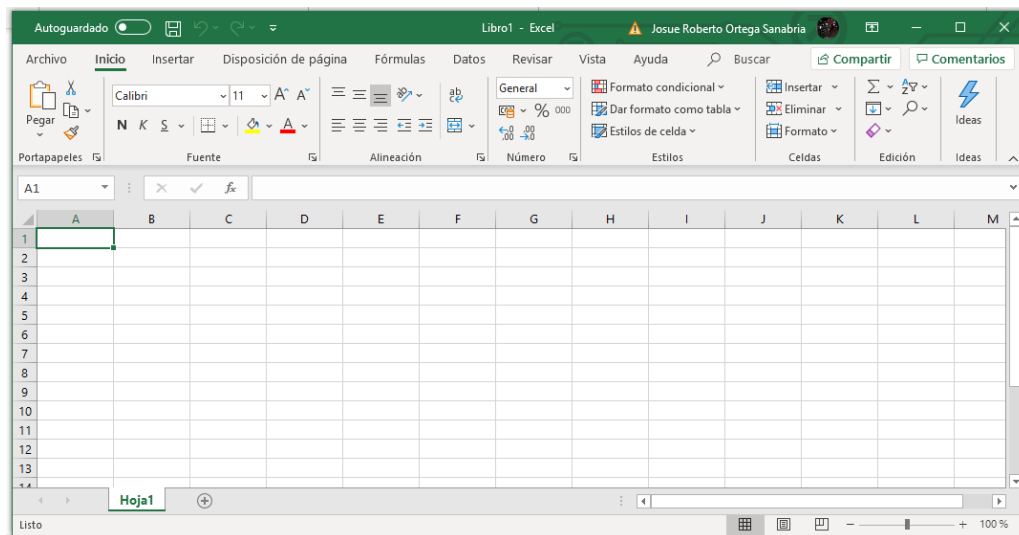 Autoguardado Libro1 - Excel Josue Roberto Ortega Sanabria
Archivo Inicio Insertar Disposición de página Fórmulas Datos Revisar Vista Ayuda Buscar Compartir Comentarios
Pegar
Calibri 11
N K S A
A A
ab
General
% 000
Formato condicional
Dar formato como tabla
Estilos de celda
Insertar
Eliminar
Formato
Ideas
Portapapeles Fuente Alineación Número Estilos Celdas Edición Ideas
A1 fx
A B C D E F G H I J K L M
1
2
3
4
5
6
7
8
9
10
11
12
13
14
Hoja1
Listo 100 %